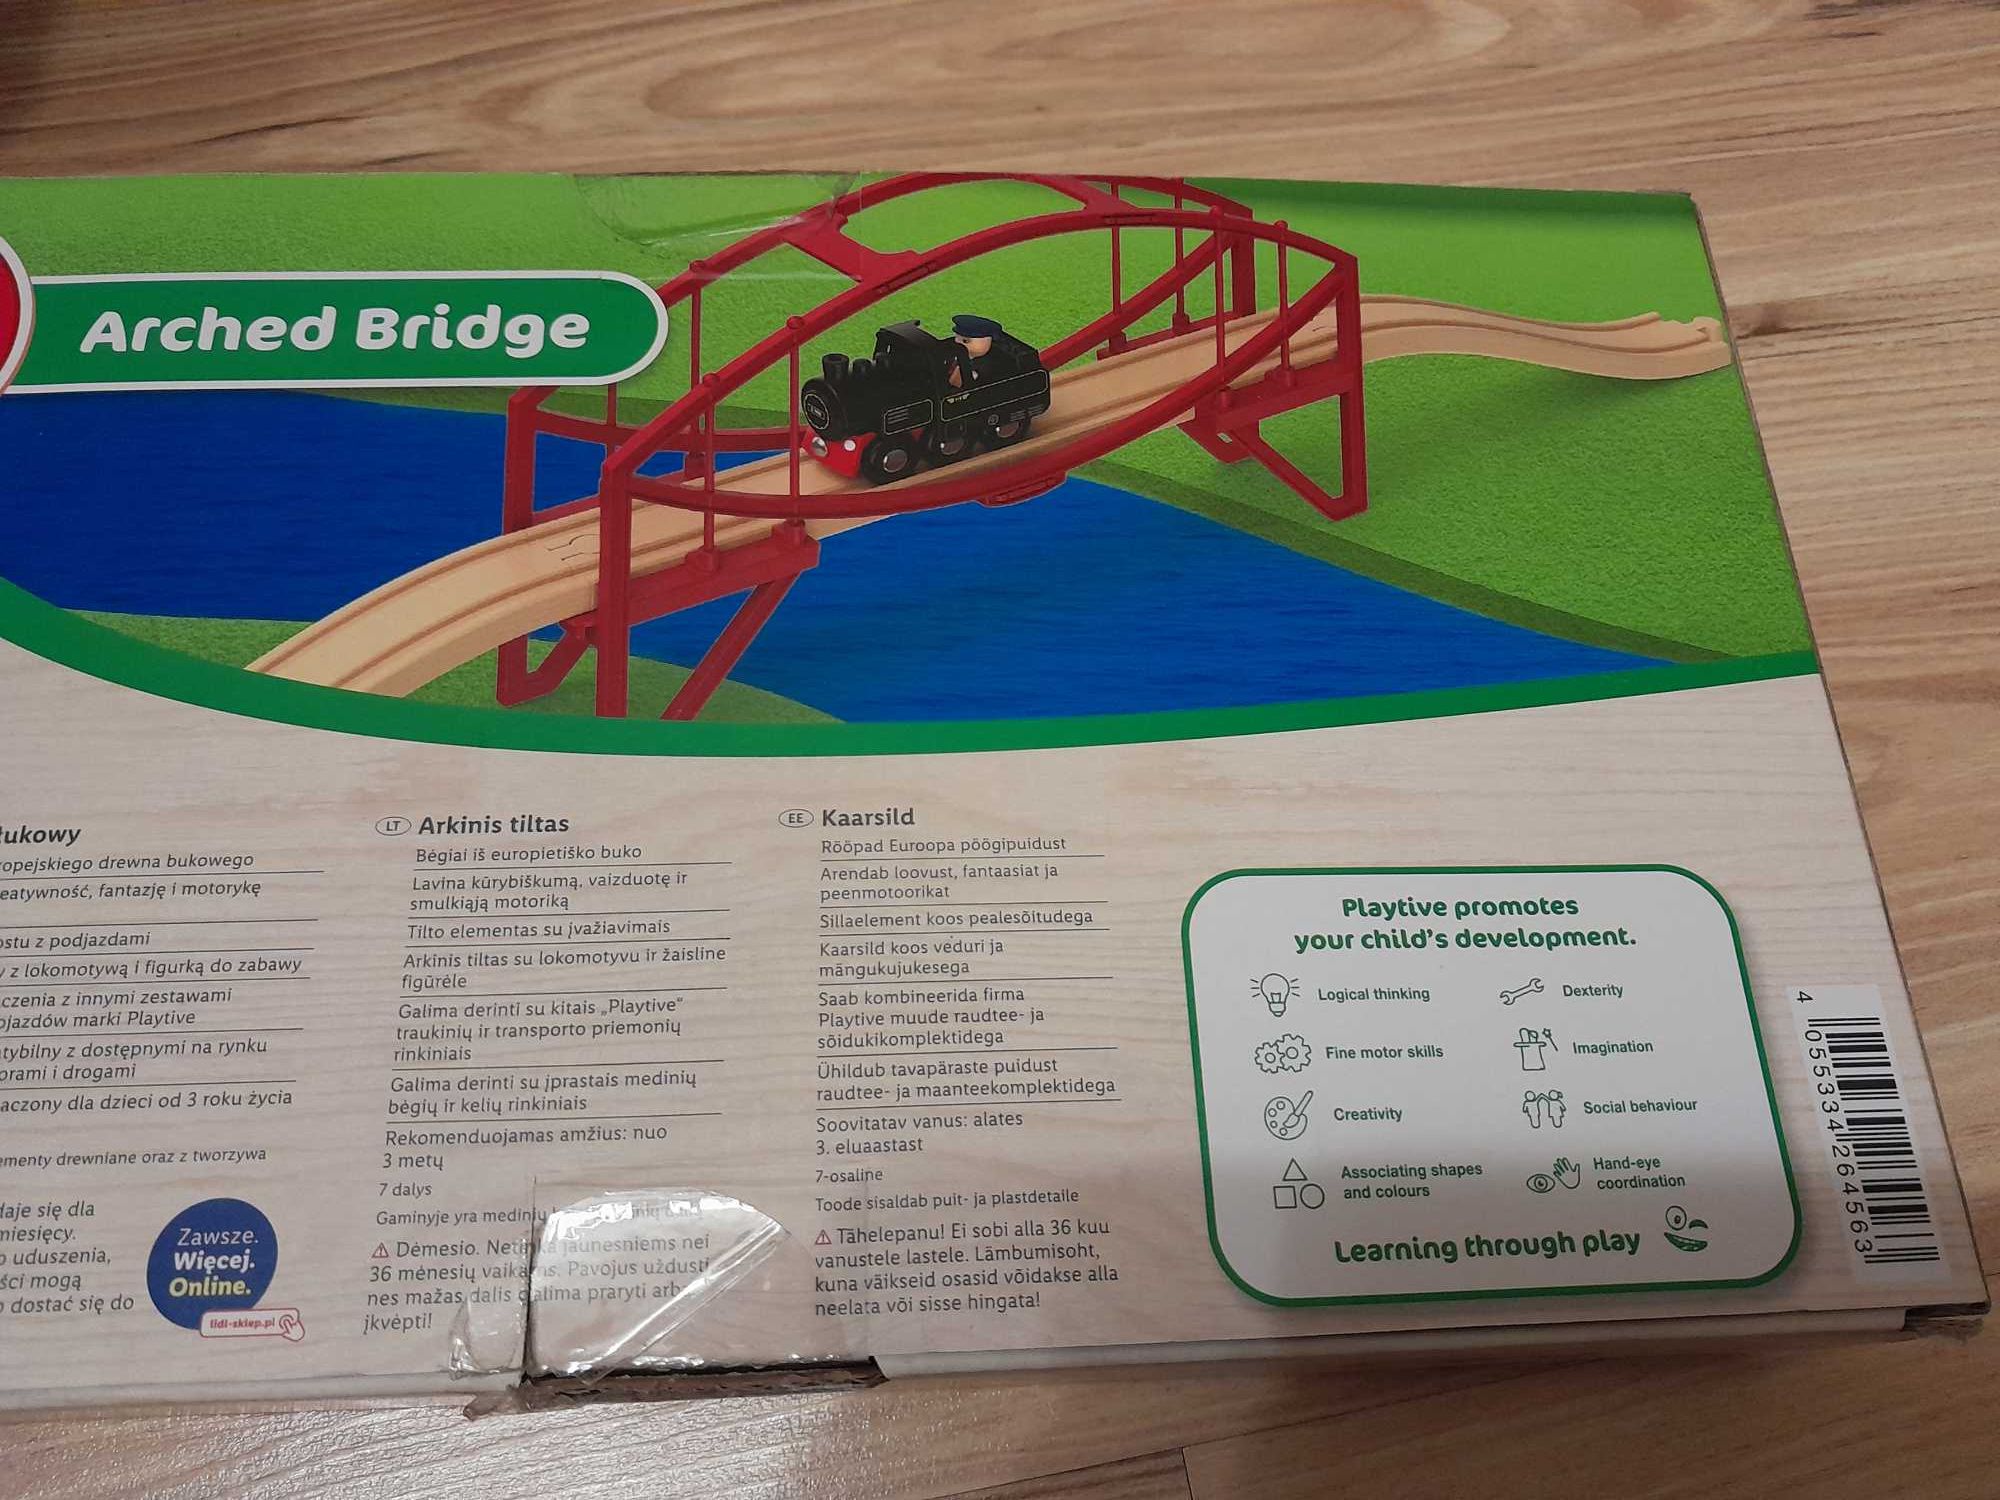 Arched Bridge
łukowy
ropejskiego drewna bukowego
eatywność, fantazję i motorykę
ostu z podjazdami
y z lokomotywą i figurką do zabawy
czenia z innymi zestawami
ojazdów marki Playtive
tybilny z dostępnymi na rynku
orami i drogami
aczony dla dzieci od 3 roku życia
ementy drewniane oraz z tworzywa
daje się dla
miesięcy.
o uduszenia,
ści mogą
dostać się do
Zawsze.
Więcej.
Online.
lidl-sklep.pl
LT Arkinis tiltas
Bėgiai iš europietiško buko
Lavina kūrybiškumą, vaizduotę ir
smulkiąją motoriką
Tilto elementas su įvažiavimais
Arkinis tiltas su lokomotyvu ir žaisline
figūrėle
Galima derinti su kitais „Playtive“
traukinių ir transporto priemonių
rinkiniais
Galima derinti su įprastais medinių
bėgių ir kelių rinkiniais
Rekomenduojamas amžius: nuo
3 metų
7 dalys
Gaminyje yra medinių
⚠ Dėmesio. Netinka jaunesniems nei
36 mėnesių vaikams. Pavojus uždusti,
nes mažas dalis galima praryti arba
įkvėpti!
EE Kaarsild
Rööpad Euroopa pöögipuidust
Arendab loovust, fantaasiat ja
peenmotoorikat
Sillaelement koos pealesõitudega
Kaarsild koos veduri ja
mängukujukesega
Saab kombineerida firma
Playtive muude raudtee- ja
sõidukikomplektidega
Ühildub tavapäraste puidust
raudtee- ja maanteekomplektidega
Soovitatav vanus: alates
3. eluaastast
7-osaline
Toode sisaldab puit- ja plastdetaile
⚠ Tähelepanu! Ei sobi alla 36 kuu
vanustele lastele. Lämbumisoht,
kuna väikseid osasid võidakse alla
neelata või sisse hingata!
Playtive promotes
your child's development.
Logical thinking
Dexterity
Fine motor skills
Imagination
Creativity
Social behaviour
Associating shapes
and colours
Hand-eye
coordination
Learning through play
4 055334 264563